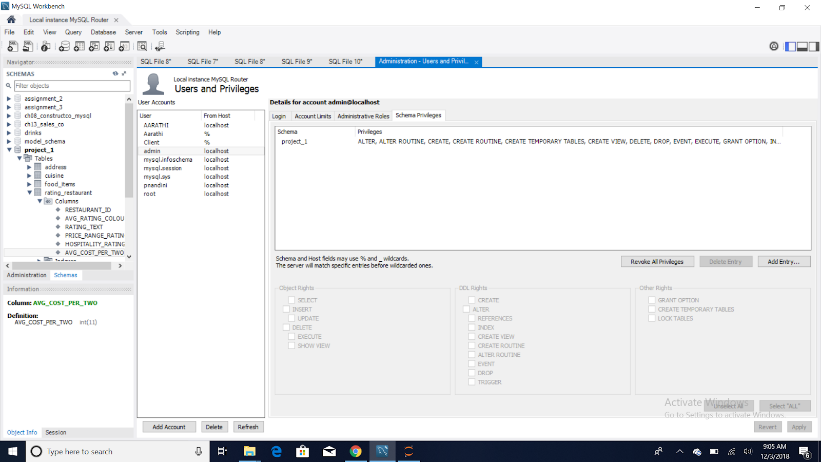 MySQL Workbench
Local instance MySQL Router
File Edit View Query Database Server Tools Scripting Help
Navigator
SCHEMAS
Filter objects
assignment_2
assignment_3
ch08_constructco_mysql
ch13_sales_co
drinks
model_schema
project_1
Tables
address
cuisine
food_items
rating_restaurant
Columns
RESTAURANT_ID
AVG_RATING_COLOU
RATING_TEXT
PRICE_RANGE_RATIN
HOSPITALITY_RATING
AVG_COST_PER_TWO
Indexes
Administration Schemas
Information
Column: AVG_COST_PER_TWO
Definition:
AVG_COST_PER_TWO int(11)
Object Info Session
SQL File 8* SQL File 7* SQL File 8* SQL File 9* SQL File 10* Administration - Users and Privil...
Local instance MySQL Router
Users and Privileges
User Accounts
User From Host
AARATHI localhost
Aarathi %
Client %
admin localhost
mysql.infoschema localhost
mysql.session localhost
mysql.sys localhost
pnandini localhost
root localhost
Add Account Delete Refresh
Details for account admin@localhost
Login Account Limits Administrative Roles Schema Privileges
Schema Privileges
project_1 ALTER, ALTER ROUTINE, CREATE, CREATE ROUTINE, CREATE TEMPORARY TABLES, CREATE VIEW, DELETE, DROP, EVENT, EXECUTE, GRANT OPTION, IN...
Schema and Host fields may use % and _ wildcards.
The server will match specific entries before wildcarded ones.
Revoke All Privileges Delete Entry Add Entry...
Object Rights
SELECT
INSERT
UPDATE
DELETE
EXECUTE
SHOW VIEW
DDL Rights
CREATE
ALTER
REFERENCES
INDEX
CREATE VIEW
CREATE ROUTINE
ALTER ROUTINE
EVENT
DROP
TRIGGER
Other Rights
GRANT OPTION
CREATE TEMPORARY TABLES
LOCK TABLES
Activate Windows
Go to Settings to activate Windows.
Unselect All Select "ALL"
Revert Apply
Type here to search
9:05 AM
12/3/2018